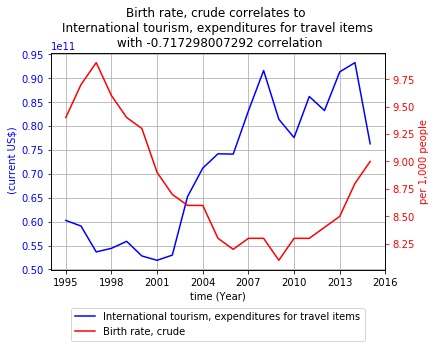 Birth rate, crude correlates to
International tourism, expenditures for travel items
with -0.717298007292 correlation
1e11
0.95
0.90
0.85
0.80
0.75
0.70
0.65
0.60
0.55
0.50
(current US$)
9.75
9.50
9.25
9.00
8.75
8.50
8.25
per 1,000 people
1995 1998 2001 2004 2007 2010 2013 2016
time (Year)
International tourism, expenditures for travel items
Birth rate, crude